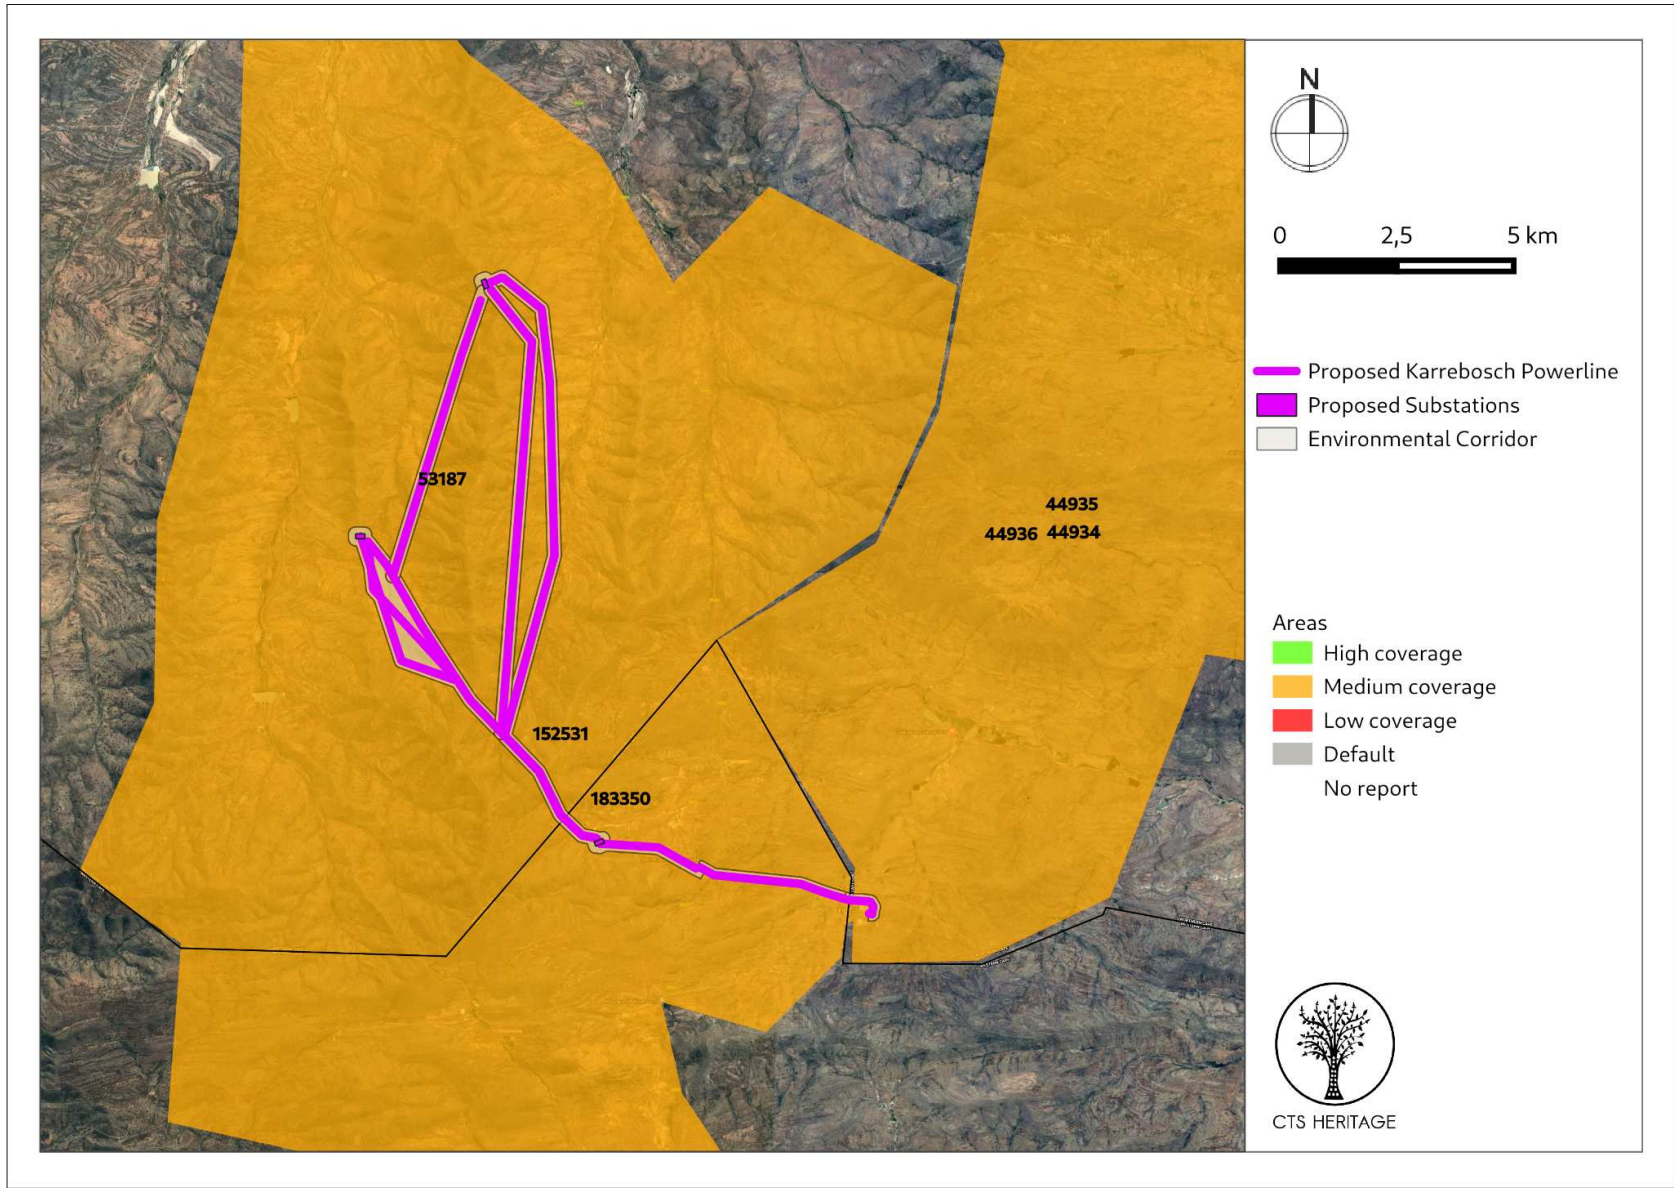 N
0 2,5 5 km
Proposed Karrebosch Powerline
Proposed Substations
Environmental Corridor
53187
44935
44936 44934
152531
183350
Areas
High coverage
Medium coverage
Low coverage
Default
No report
CTS HERITAGE